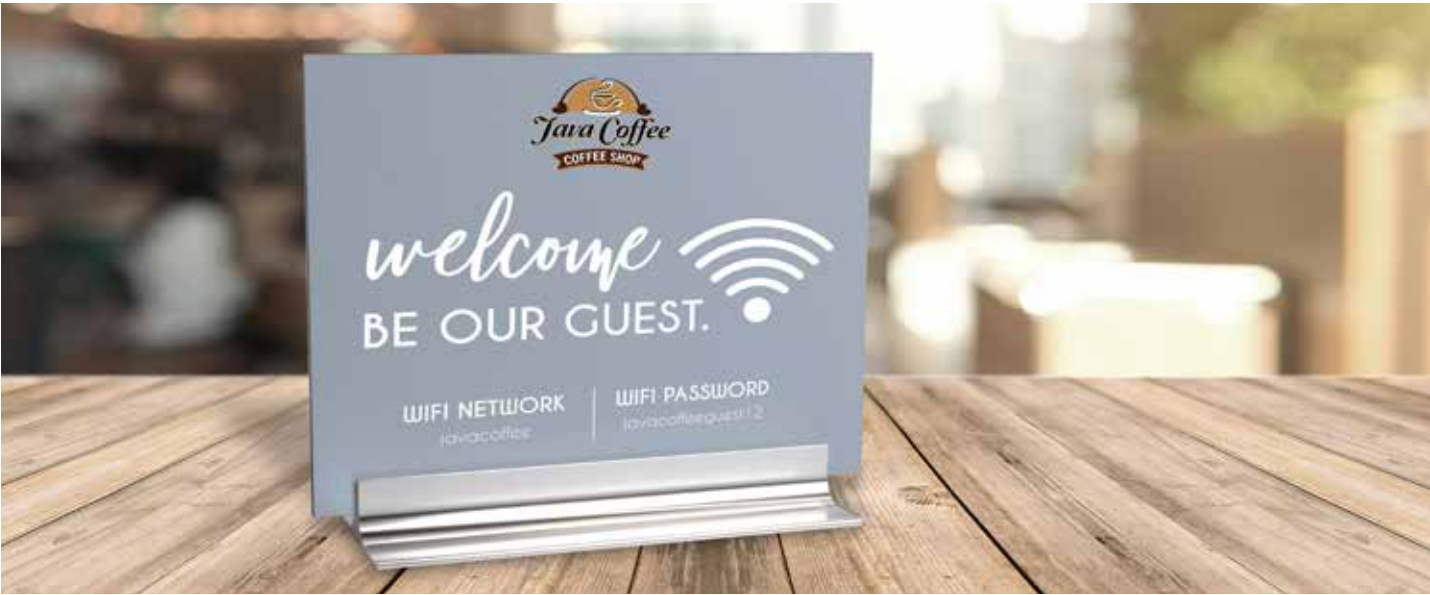 Java Coffee
COFFEE SHOP
welcome
BE OUR GUEST.
WIFI NETWORK
javacoffee
WIFI PASSWORD
javacoffeeguest12